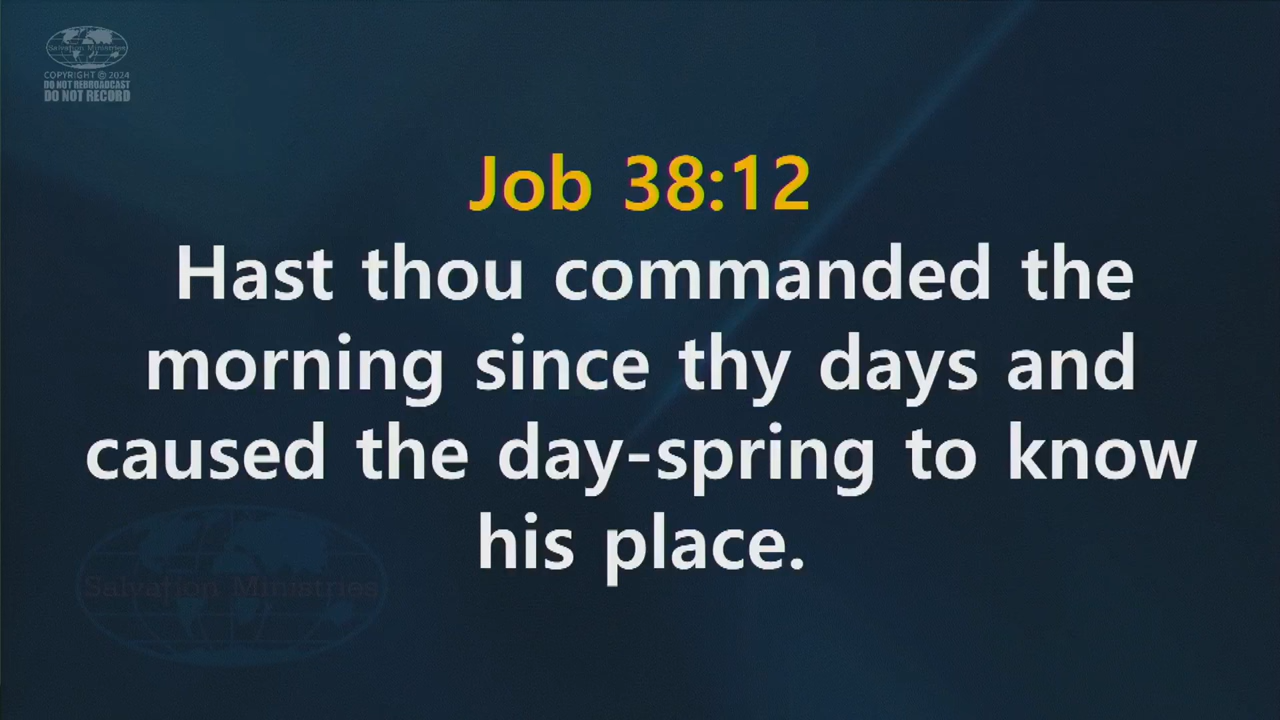 Salvation Ministries
COPYRIGHT @ 2024
DO NOT REBROADCAST
DO NOT RECORD
Job 38:12
Hast thou commanded the
morning since thy days and
caused the day-spring to know
his place.
Salvation Ministries